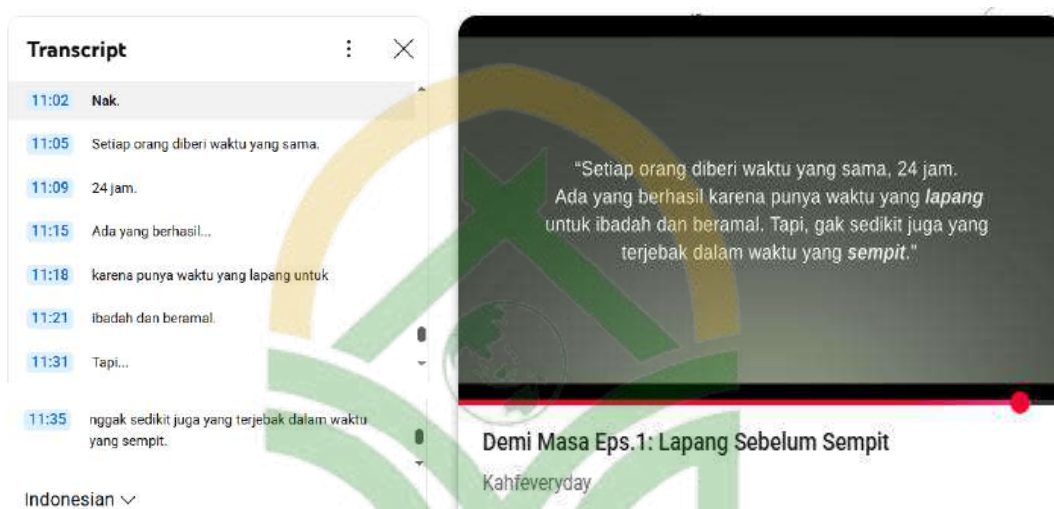 Transcript
11:02 Nak.
11:05 Setiap orang diberi waktu yang sama.
11:09 24 jam.
11:15 Ada yang berhasil...
11:18 karena punya waktu yang lapang untuk
11:21 ibadah dan beramal.
11:31 Tapi...
11:35 nggak sedikit juga yang terjebak dalam waktu
yang sempit.
Indonesian
“Setiap orang diberi waktu yang sama, 24 jam.
Ada yang berhasil karena punya waktu yang lapang
untuk ibadah dan beramal. Tapi, gak sedikit juga yang
terjebak dalam waktu yang sempit.”
Demi Masa Eps.1: Lapang Sebelum Sempit
Kahfeveryday